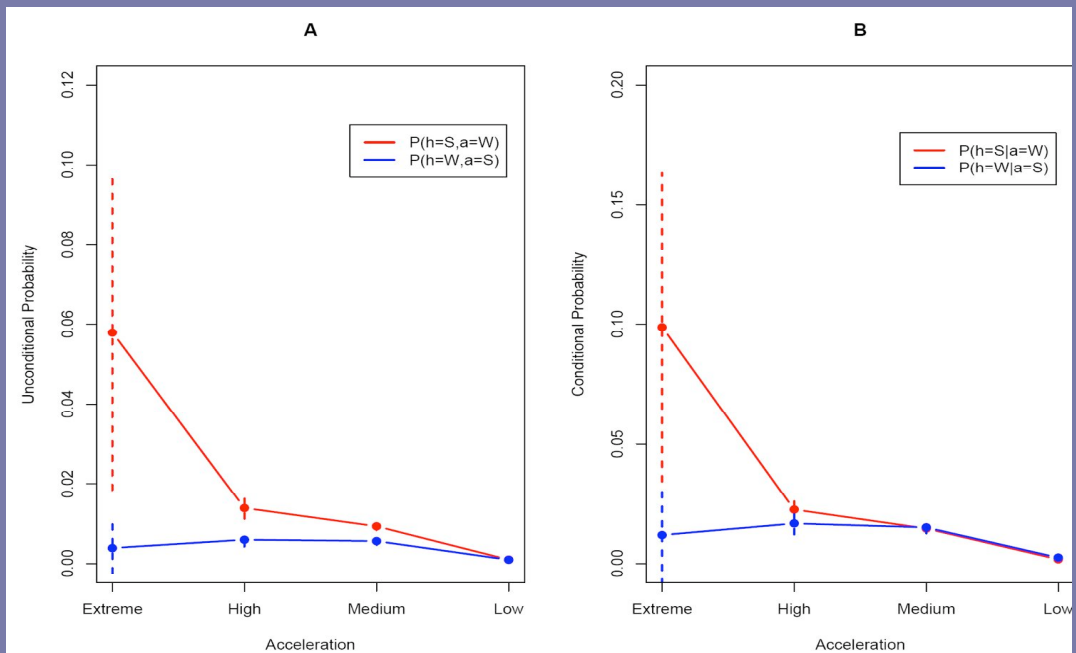 A
Unconditional Probability
0.12
0.10
0.08
0.06
0.04
0.02
0.00
P(h=S,a=W)
P(h=W,a=S)
Extreme High Medium Low
Acceleration
B
Conditional Probability
0.20
0.15
0.10
0.05
0.00
P(h=S|a=W)
P(h=W|a=S)
Extreme High Medium Low
Acceleration